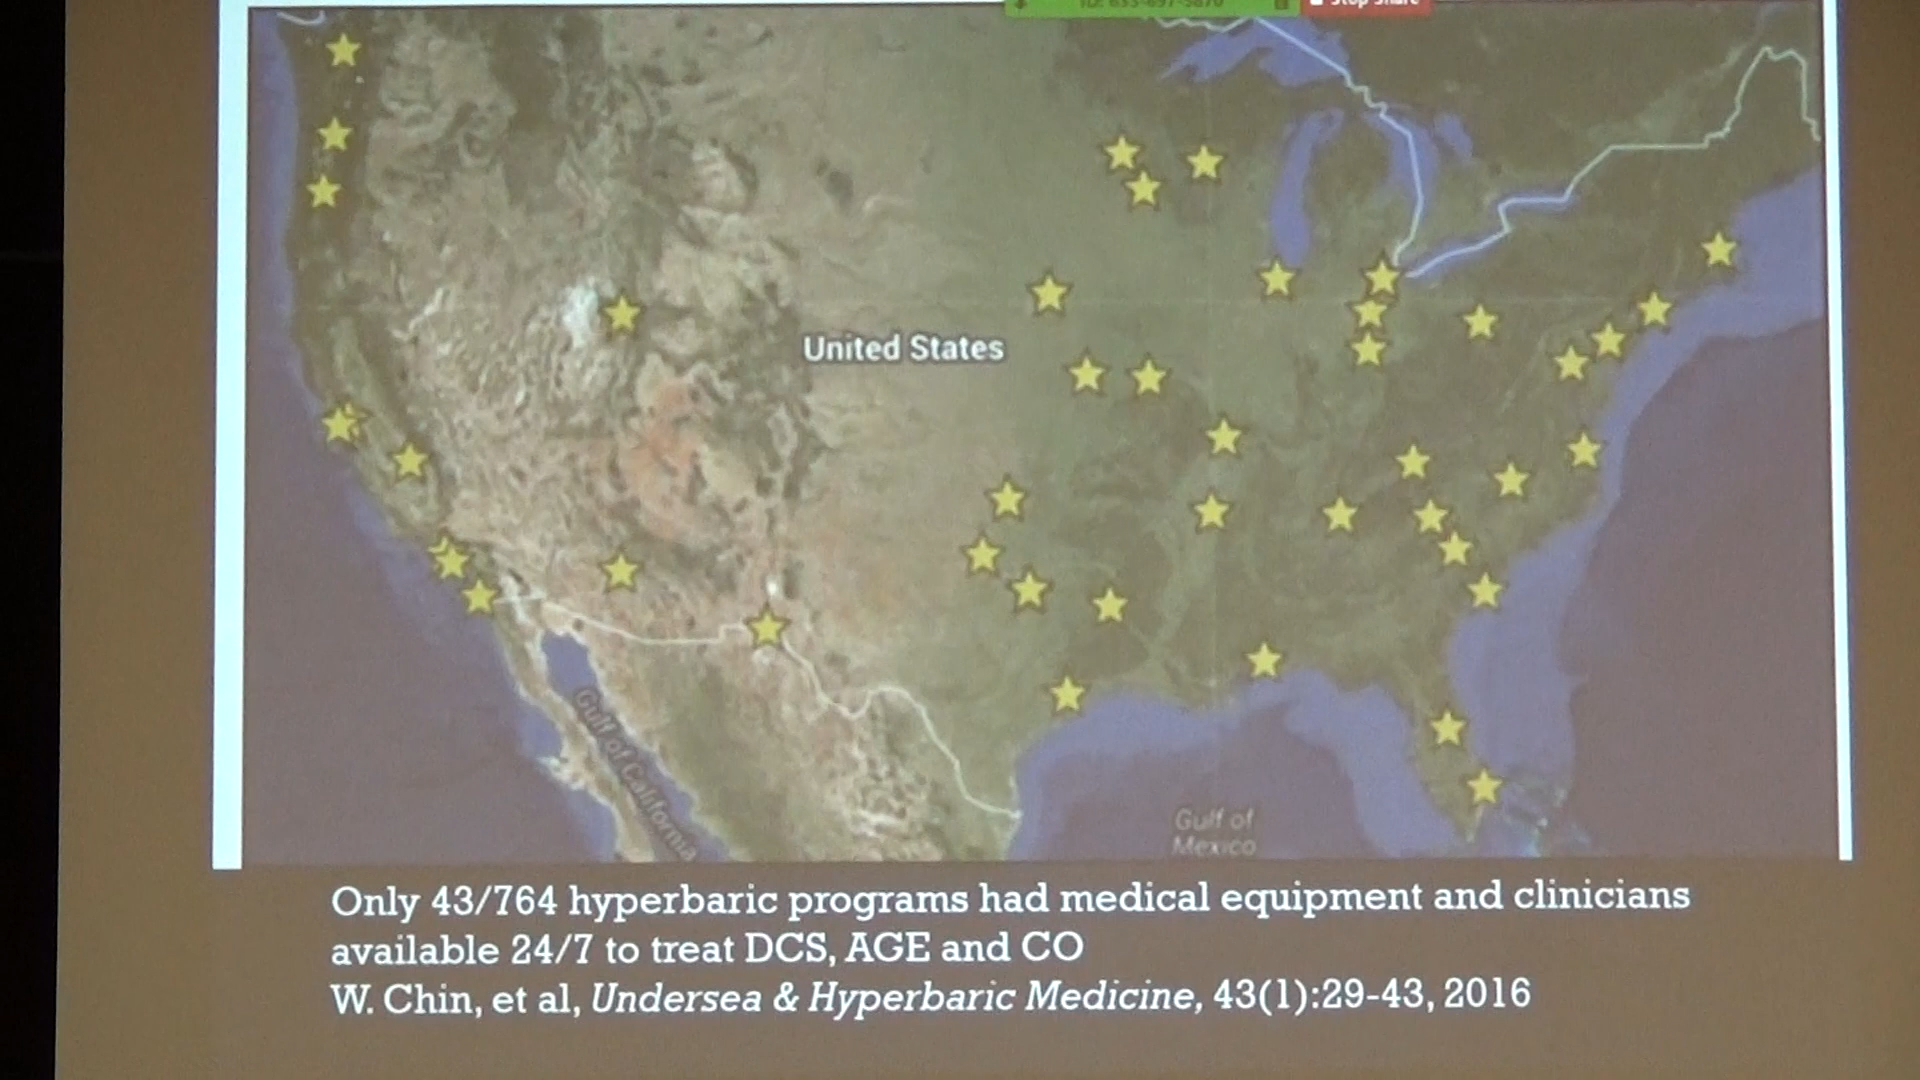 Stop Share
United States
Gulf of California
Gulf of
Mexico
Only 43/764 hyperbaric programs had medical equipment and clinicians
available 24/7 to treat DCS, AGE and CO
W. Chin, et al, Undersea & Hyperbaric Medicine, 43(1):29-43, 2016